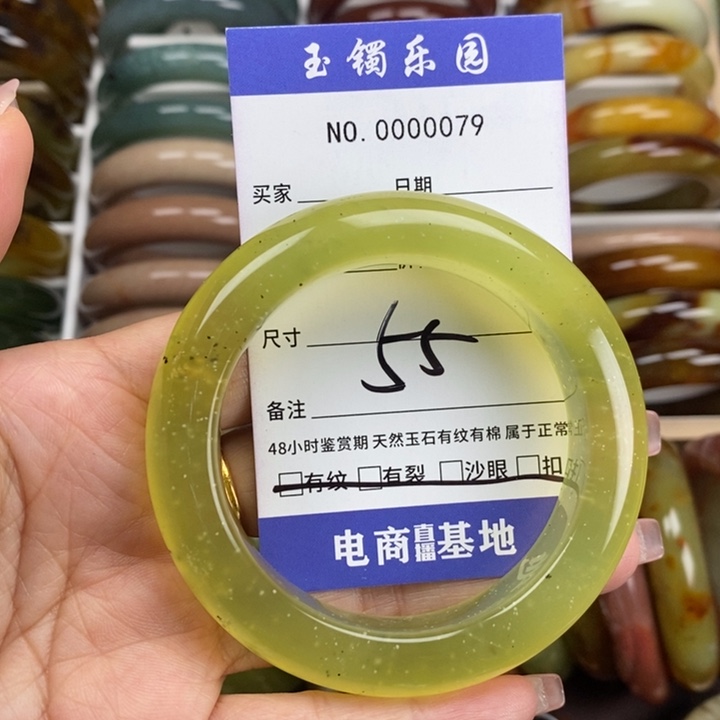 玉镯乐园
NO. 0000079
买家 日期
尺寸 55
备注
48小时鉴赏期 天然玉石有纹有棉 属于正常
□有纹 □有裂 □沙眼 □扣
电商直播基地